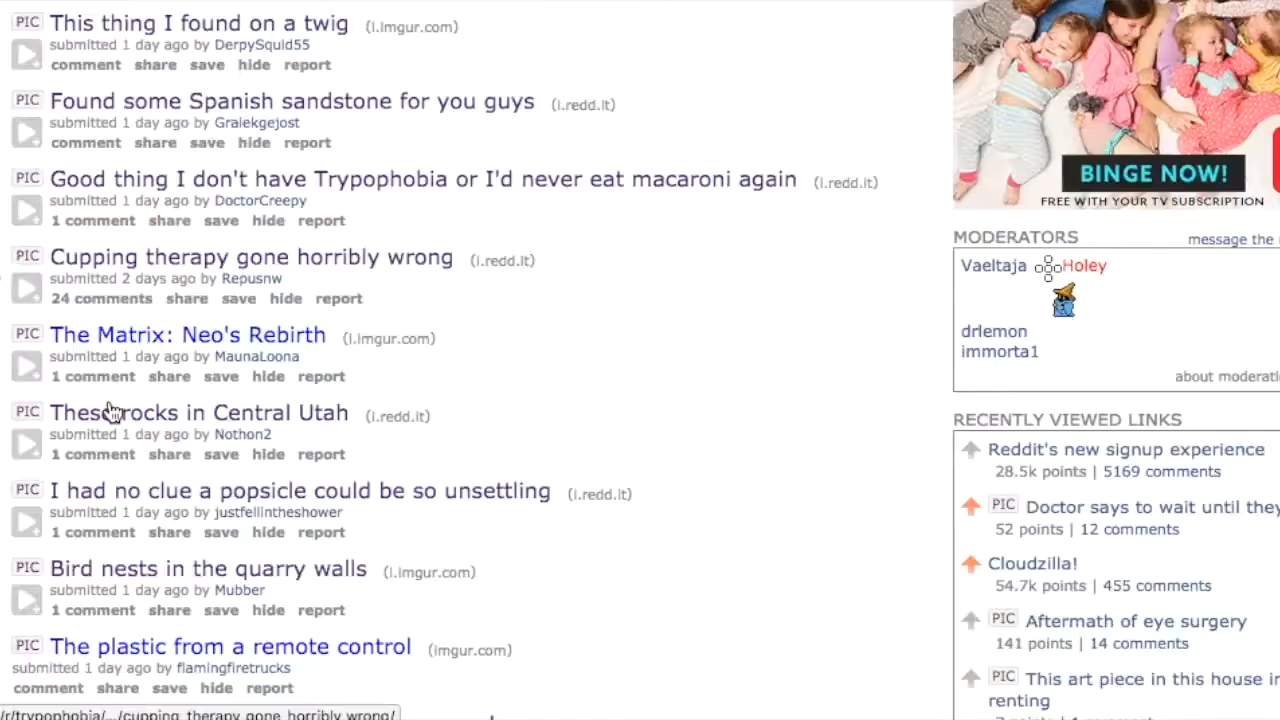 PIC This thing I found on a twig (i.imgur.com)
submitted 1 day ago by DerpySquid55
comment share save hide report
PIC Found some Spanish sandstone for you guys (i.redd.it)
submitted 1 day ago by Gralekgejost
comment share save hide report
PIC Good thing I don't have Trypophobia or I'd never eat macaroni again (i.redd.it)
submitted 1 day ago by DoctorCreepy
1 comment share save hide report
PIC Cupping therapy gone horribly wrong (i.redd.it)
submitted 2 days ago by Repusnw
24 comments share save hide report
PIC The Matrix: Neo's Rebirth (i.imgur.com)
submitted 1 day ago by MaunaLoona
1 comment share save hide report
PIC These rocks in Central Utah (i.redd.it)
submitted 1 day ago by Nothon2
1 comment share save hide report
PIC I had no clue a popsicle could be so unsettling (i.redd.it)
submitted 1 day ago by justfellintheshower
1 comment share save hide report
PIC Bird nests in the quarry walls (i.imgur.com)
submitted 1 day ago by Mubber
1 comment share save hide report
PIC The plastic from a remote control (imgur.com)
submitted 1 day ago by flamingfiretrucks
comment share save hide report
/r/trypophobia/.../cupping_therapy_gone_horribly_wrong/
BINGE NOW!
FREE WITH YOUR TV SUBSCRIPTION
MODERATORS message the
Vaeltaja Holey
drlemon
immorta1
about moderati
RECENTLY VIEWED LINKS
Reddit's new signup experience
28.5k points | 5169 comments
PIC Doctor says to wait until they
52 points | 12 comments
Cloudzilla!
54.7k points | 455 comments
PIC Aftermath of eye surgery
141 points | 14 comments
PIC This art piece in this house
renting